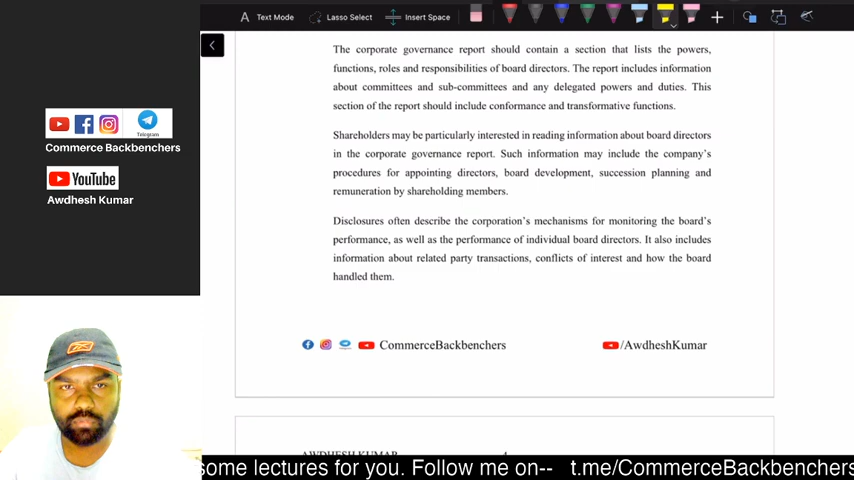 Text Mode
Lasso Select
Insert Space
The corporate governance report should contain a section that lists the powers,
functions, roles and responsibilities of board directors. The report includes information
about committees and sub-committees and any delegated powers and duties. This
section of the report should include conformance and transformative functions.
Shareholders may be particularly interested in reading information about board directors
in the corporate governance report. Such information may include the company's
procedures for appointing directors, board development, succession planning and
remuneration by shareholding members.
Disclosures often describe the corporation's mechanisms for monitoring the board's
performance, as well as the performance of individual board directors. It also includes
information about related party transactions, conflicts of interest and how the board
handled them.
CommerceBackbenchers
/AwdheshKumar
Telegram
Commerce Backbenchers
YouTube
Awdhesh Kumar
AWDHESH KUMAR
some lectures for you. Follow me on-- t.me/CommerceBackbenchers